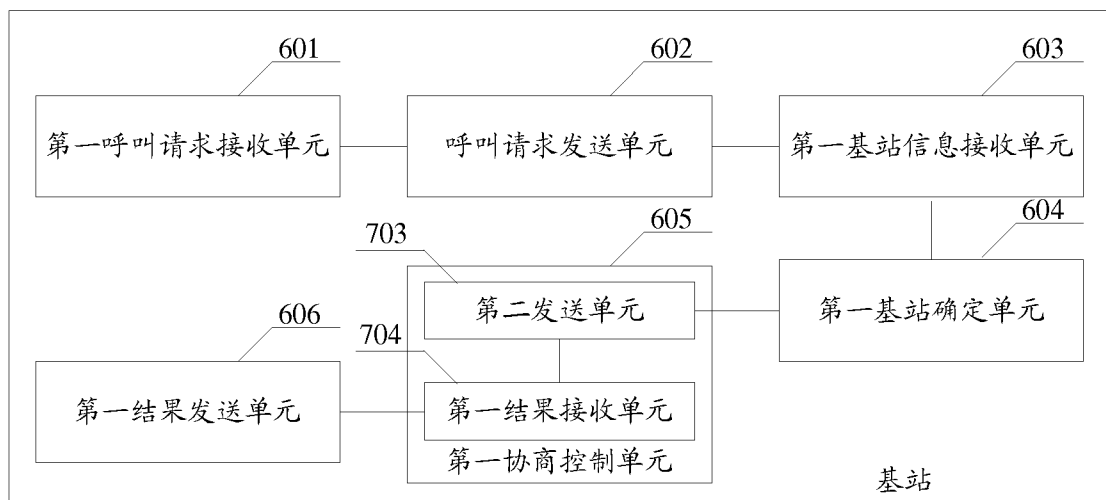 601
602
603
第一呼叫请求接收单元
呼叫请求发送单元
第一基站信息接收单元
604
605
703
第二发送单元
第一基站确定单元
606
704
第一结果发送单元
第一结果接收单元
第一协商控制单元
基站